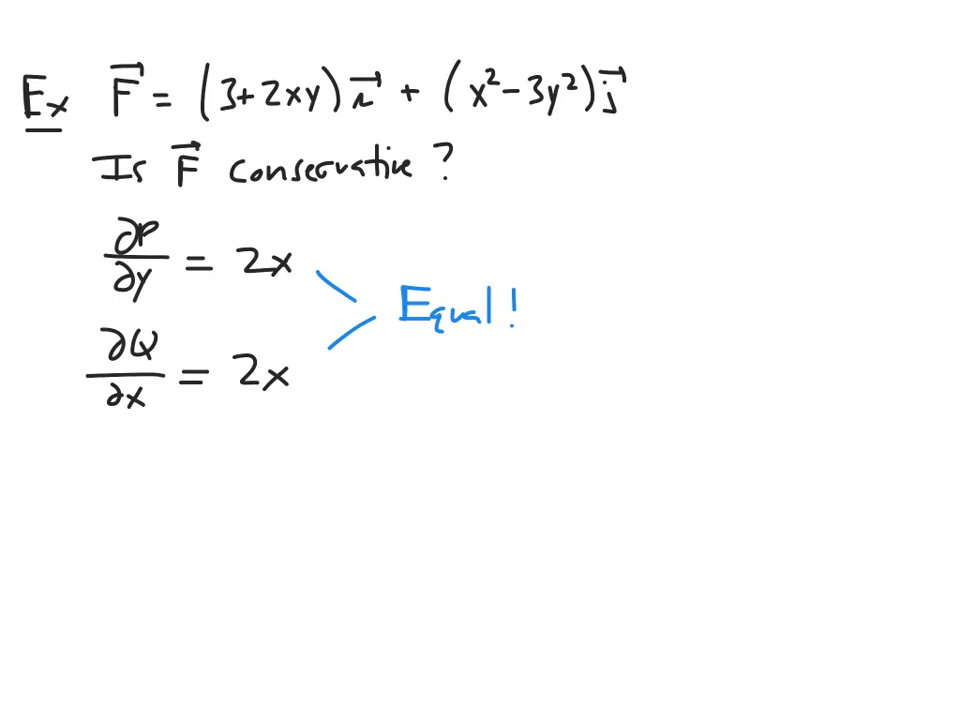 Ex F⃗ = (3+2xy) i⃗ + (x²-3y²) j⃗
Is F⃗ conservative?
∂P/∂y = 2x
Equal!
∂Q/∂x = 2x